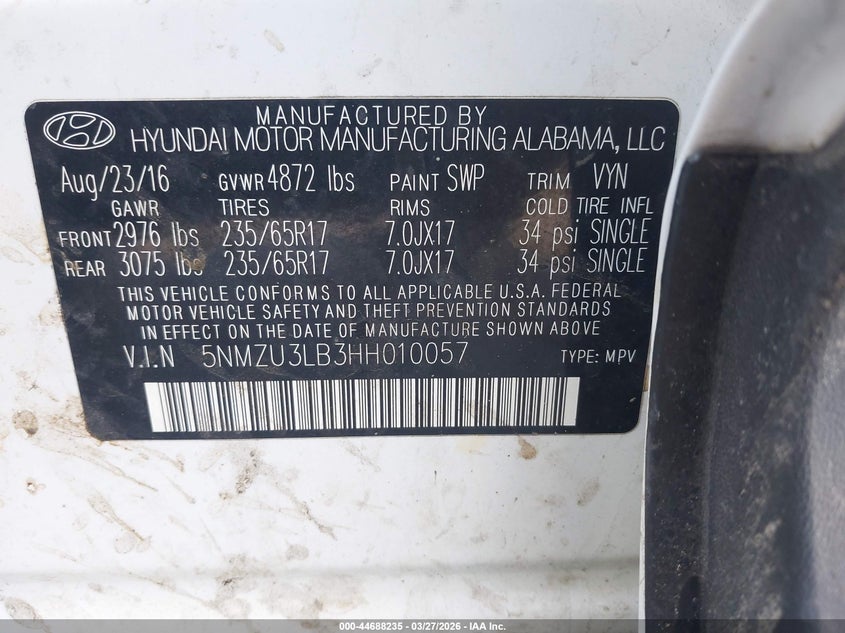 MANUFACTURED BY
HYUNDAI MOTOR MANUFACTURING ALABAMA, LLC
Aug/23/16 GVWR 4872 lbs PAINT SWP TRIM VYN
GAWR TIRES RIMS COLD TIRE INFL
FRONT 2976 lbs 235/65R17 7.0JX17 34 psi SINGLE
REAR 3075 lbs 235/65R17 7.0JX17 34 psi SINGLE
THIS VEHICLE CONFORMS TO ALL APPLICABLE U.S.A. FEDERAL
MOTOR VEHICLE SAFETY AND THEFT PREVENTION STANDARDS
IN EFFECT ON THE DATE OF MANUFACTURE SHOWN ABOVE
V.I.N 5NMZU3LB3HH010057 TYPE: MPV
000-44688235 - 03/27/2026 - IAA Inc.